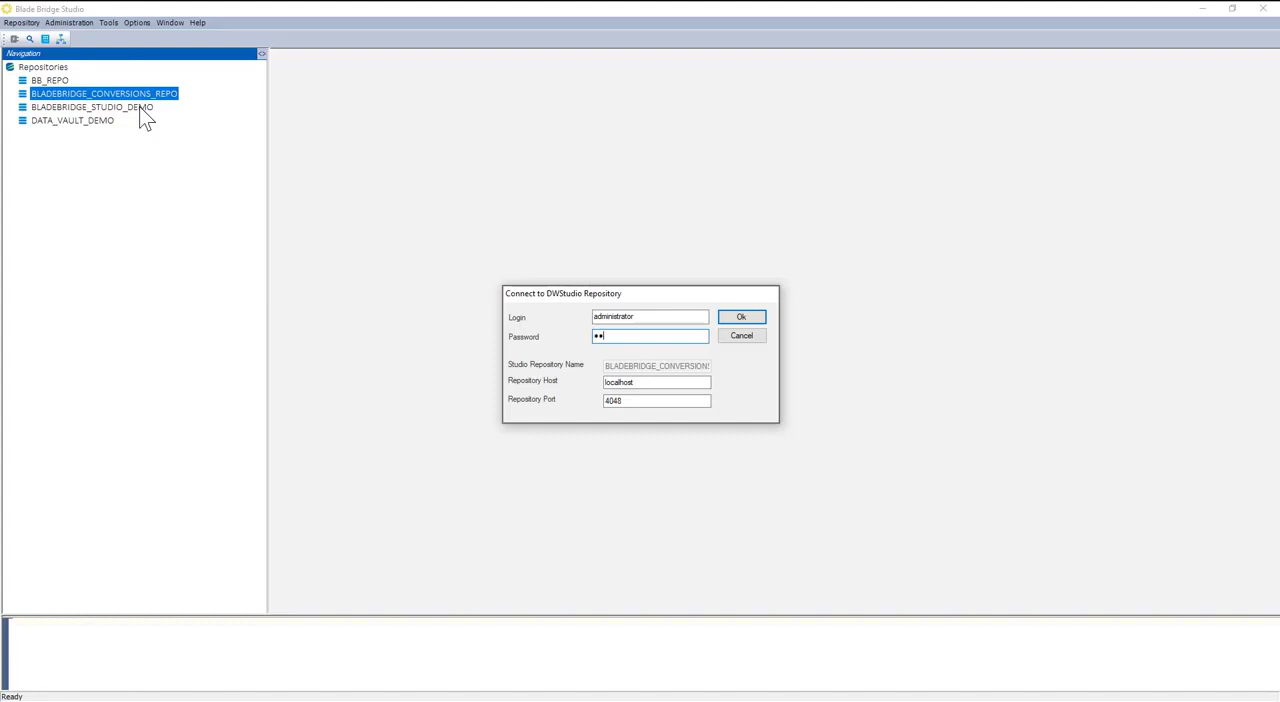 Blade Bridge Studio
Repository Administration Tools Options Window Help
Navigation
Repositories
BB_REPO
BLADEBRIDGE_CONVERSIONS_REPO
BLADEBRIDGE_STUDIO_DEMO
DATA_VAULT_DEMO
Connect to DWStudio Repository
Login administrator Ok
Password ●● Cancel
Studio Repository Name BLADEBRIDGE_CONVERSION
Repository Host localhost
Repository Port 4048
Ready